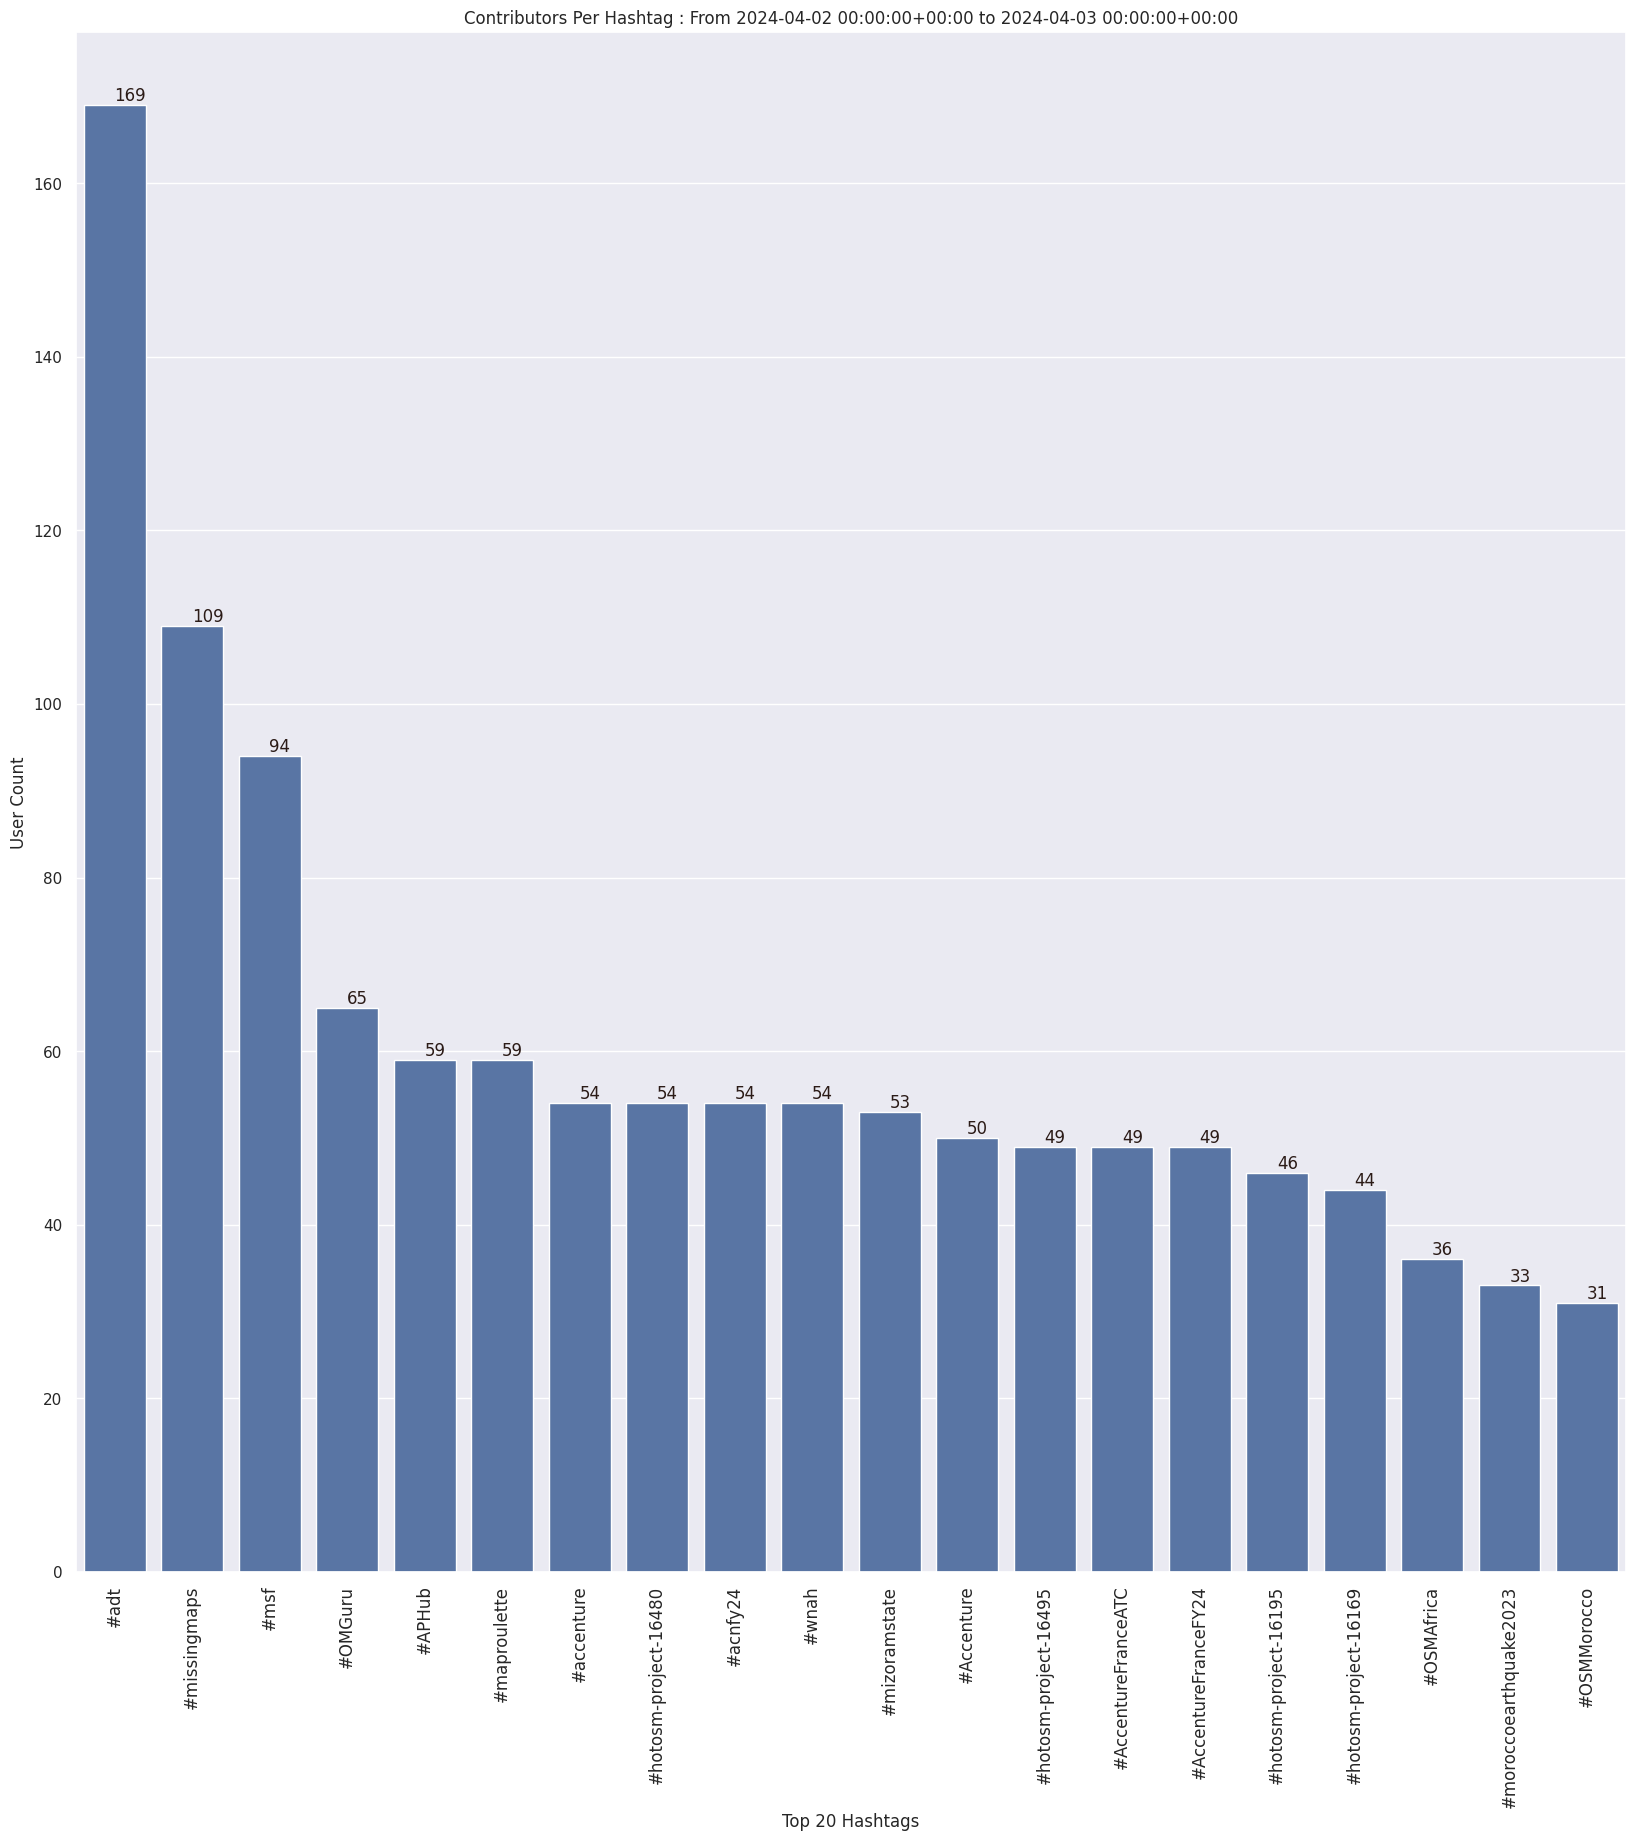 Contributors Per Hashtag : From 2024-04-02 00:00:00+00:00 to 2024-04-03 00:00:00+00:00
169
160
140
120
109
100
94
User Count
80
65
60
59
59
54
54
54
54
53
50
49
49
49
46
44
40
36
33
31
20
0
#adt
#missingmaps
#msf
#OMGuru
#APHub
#maproulette
#accenture
#hotosm-project-16480
#acnfy24
#wnah
#mizoramstate
#Accenture
#hotosm-project-16495
#AccentureFranceATC
#AccentureFranceFY24
#hotosm-project-16195
#hotosm-project-16169
#OSMAfrica
#moroccoearthquake2023
#OSMMorocco
Top 20 Hashtags